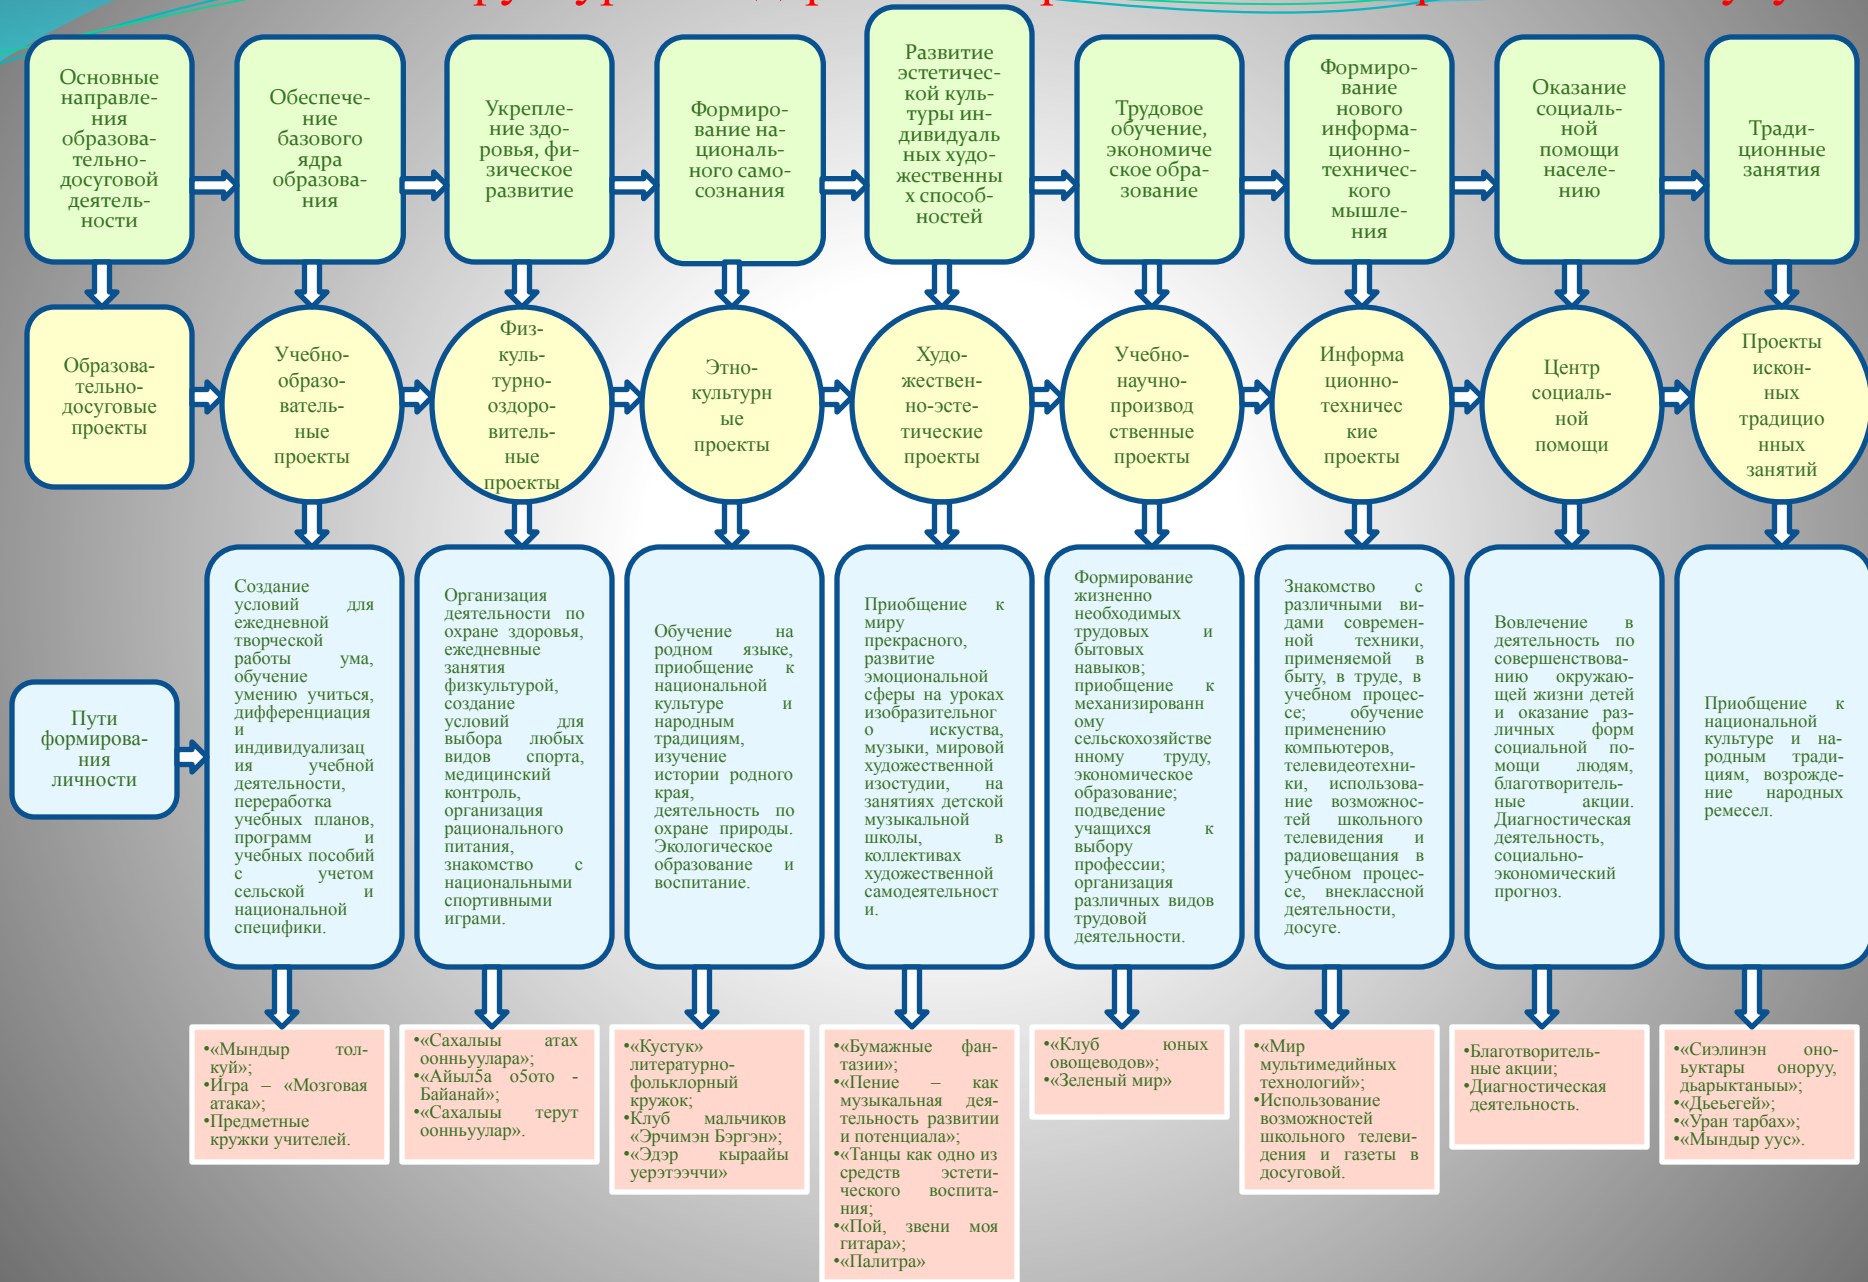 Основные
направле-
ния
образова-
тельно-
досуговой
деятель-
ности
Обеспече-
ние
базового
ядра
образова-
ния
Укрепле-
ние здо-
ровья, фи-
зическое
развитие
Формиро-
вание на-
циональ-
ного само-
сознания
Развитие
эстетичес-
кой куль-
туры ин-
дивидуаль
ных худо-
жественны
х способ-
ностей
Трудовое
обучение,
экономиче
ское обра-
зование
Формиро-
вание
нового
информа-
ционно-
техничес-
кого
мышле-
ния
Оказание
социаль-
ной
помощи
населе-
нию
Тради-
ционные
занятия
Образова-
тельно-
досуговые
проекты
Учебно-
образо-
ватель-
ные
проекты
Физ-
куль-
турно-
оздоро-
витель-
ные
проекты
Этно-
культурн
ые
проекты
Худо-
жествен-
но-эсте-
тические
проекты
Учебно-
научно-
производ
ственные
проекты
Информа
ционно-
техничес
кие
проекты
Центр
социаль-
ной
помощи
Проекты
искон-
ных
традицио
нных
занятий
Пути
формирова-
ния
личности
Создание
условий для
ежедневной
творческой
работы ума,
обучение
умению учиться,
дифференциация
и
индивидуализац
ия учебной
деятельности,
переработка
учебных планов,
программ и
учебных пособий
с учетом
сельской и
национальной
специфики.
Организация
деятельности по
охране здоровья,
ежедневные
занятия
физкультурой,
создание
условий для
выбора любых
видов спорта,
медицинский
контроль,
организация
рационального
питания,
знакомство с
национальными
спортивными
играми.
Обучение на
родном языке,
приобщение к
национальной
культуре и
народным
традициям,
изучение
истории родного
края,
деятельность по
охране природы.
Экологическое
образование и
воспитание.
Приобщение к
миру
прекрасного,
развитие
эмоциональной
сферы на уроках
изобразительног
о искуства,
музыки, мировой
художественной
изостудии, на
занятиях детской
музыкальной
школы, в
коллективах
художественной
самодеятельност
и.
Формирование
жизненно
необходимых
трудовых и
бытовых
навыков;
приобщение к
механизированн
ому
сельскохозяйстве
нному труду,
экономическое
образование;
подведение
учащихся к
выбору
профессии;
организация
различных видов
трудовой
деятельности.
Знакомство с
различными ви-
дами современ-
ной техники,
применяемой в
быту, в труде, в
учебном процес-
се; обучение
применению
компьютеров,
телевидеотехни-
ки, использова-
ние возможнос-
тей школьного
телевидения и
радиовещания в
учебном процес-
се, внеклассной
деятельности,
досуге.
Вовлечение в
деятельность по
совершенствова-
нию окружаю-
щей жизни детей
и оказание раз-
личных форм
социальной по-
мощи людям,
благотворитель-
ные акции.
Диагностическая
деятельность,
социально-
экономический
прогноз.
Приобщение к
национальной
культуре и на-
родным тради-
циям, возрожде-
ние народных
ремесел.
•«Мындыр тол-
куй»;
•Игра – «Мозговая
атака»;
•Предметные
кружки учителей.
•«Сахалыы атах
оонньуулара»;
•«Айыл5а о5ото -
Байанай»;
•«Сахалыы терут
оонньуулар».
•«Кустук»
литературно-
фольклорный
кружок;
•Клуб мальчиков
«Эрчимэн Бэргэн»;
•«Эдэр кыраайы
уерэтээччи»
•«Бумажные фан-
тазии»;
•«Пение – как
музыкальная дея-
тельность развитии
и потенциала»;
•«Танцы как одно из
средств эстети-
ческого воспита-
ния;
•«Пой, звени моя
гитара»;
•«Палитра»
•«Клуб юных
овощеводов»;
•«Зеленый мир»
•«Мир
мультимедийных
технологий»;
•Использование
возможностей
школьного телеви-
дения и газеты в
досуговой.
•Благотворитель-
ные акции;
•Диагностическая
деятельность.
•«Сиэлинэн оно-
ьуктары оноруу,
дьарыктаныы»;
•«Дьеьегей»;
•«Уран тарбах»;
•«Мындыр уус».